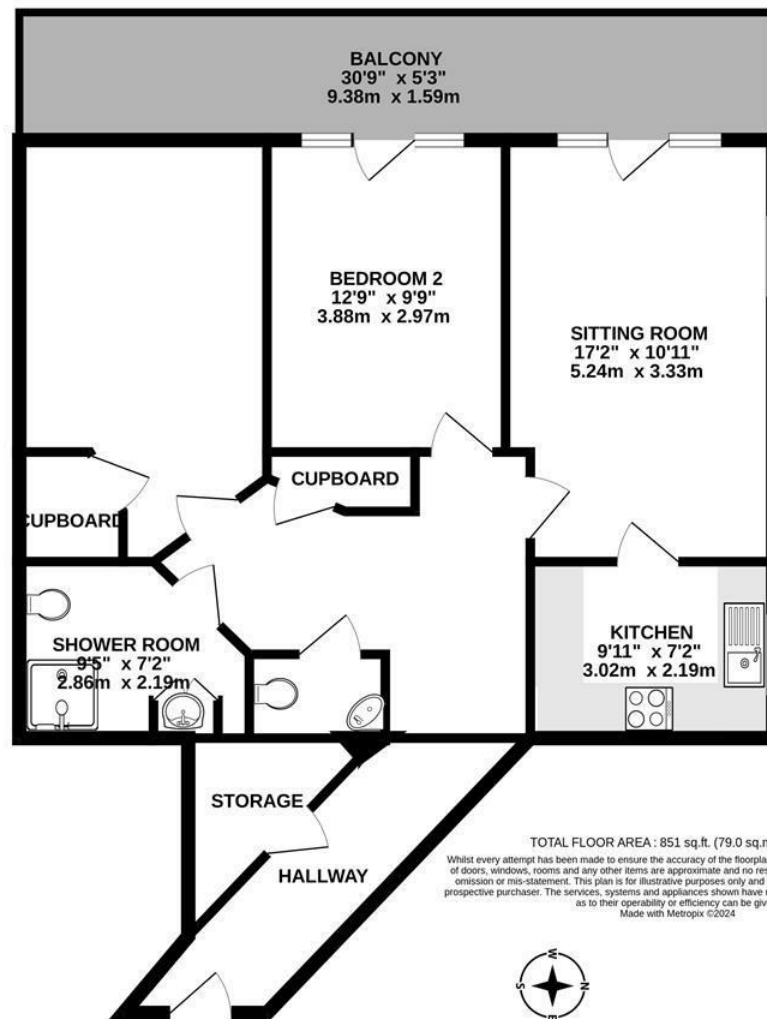 BALCONY
30'9" x 5'3"
9.38m x 1.59m
BEDROOM 2
12'9" x 9'9"
3.88m x 2.97m
SITTING ROOM
17'2" x 10'11"
5.24m x 3.33m
CUPBOARD
CUPBOARD
SHOWER ROOM
9'5" x 7'2"
2.86m x 2.19m
KITCHEN
9'11" x 7'2"
3.02m x 2.19m
STORAGE
HALLWAY
TOTAL FLOOR AREA : 851 sq.ft. (79.0 sq.m
Whilst every attempt has been made to ensure the accuracy of the floorpla
of doors, windows, rooms and any other items are approximate and no res
omission or mis-statement. This plan is for illustrative purposes only and
prospective purchaser. The services, systems and appliances shown have
as to their operability or efficiency can be giv
Made with Metropix ©2024
W
S
N
E